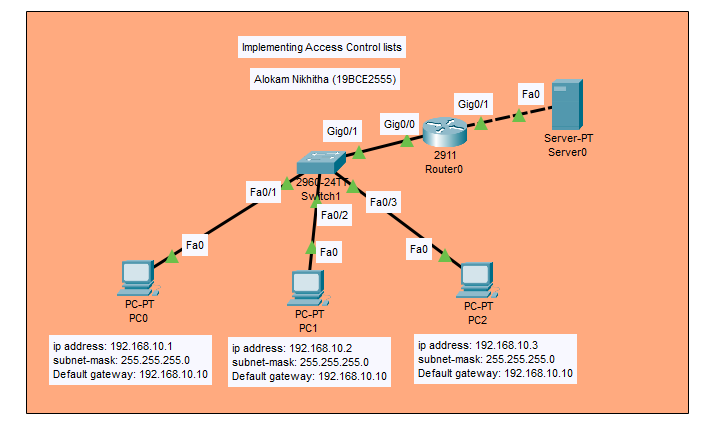 Implementing Access Control lists
Alokam Nikhitha (19BCE2555)
Fa0
Gig0/1
Gig0/0
Gig0/1
Server-PT
Server0
2911
Router0
2960-24TT
Switch1
Fa0/1
Fa0/2
Fa0/3
Fa0
Fa0
Fa0
PC-PT
PC0
PC-PT
PC1
PC-PT
PC2
ip address: 192.168.10.1
subnet-mask: 255.255.255.0
Default gateway: 192.168.10.10
ip address: 192.168.10.2
subnet-mask: 255.255.255.0
Default gateway: 192.168.10.10
ip address: 192.168.10.3
subnet-mask: 255.255.255.0
Default gateway: 192.168.10.10